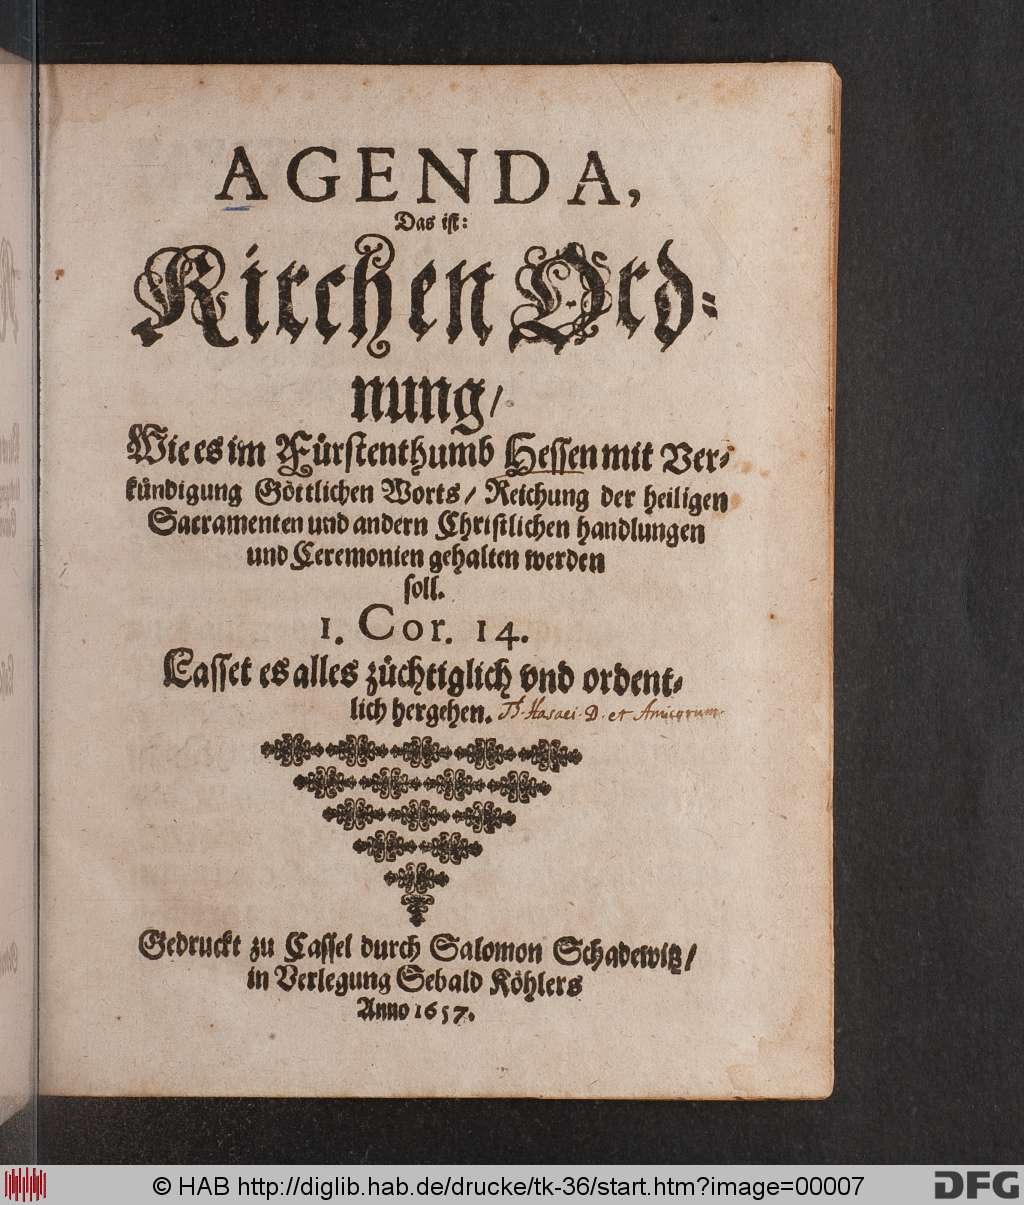 AGENDA,
Das ist:
Kirchen Ord-
nung/
Wie es im Fürstenthumb Hessen mit Ver-
kündigung Göttlichen Worts/ Reichung der heiligen
Sacramenten und andern Christlichen handlungen
und Ceremonien gehalten werden
soll.
1. Cor. 14.
Lasset es alles züchtiglich vnd ordent-
lich hergehen. Hasaei. D. et Amicorum.
Gedruckt zu Cassel durch Salomon Schadewitz/
in Verlegung Sebald Köhlers
Anno 1657.
© HAB http://diglib.hab.de/drucke/tk-36/start.htm?image=00007
DFG